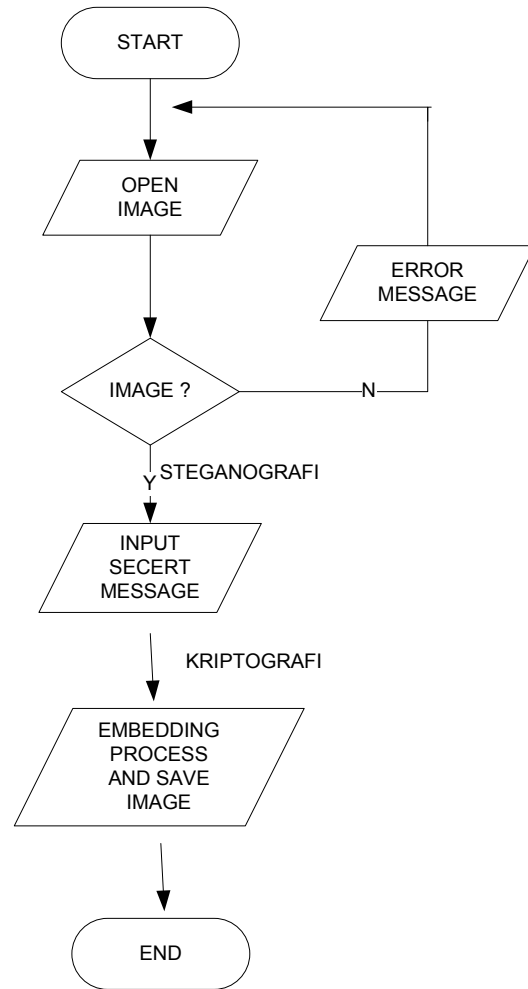 START
OPEN
IMAGE
ERROR
MESSAGE
IMAGE ?
N
Y
STEGANOGRAFI
INPUT
SECERT
MESSAGE
KRIPTOGRAFI
EMBEDDING
PROCESS
AND SAVE
IMAGE
END